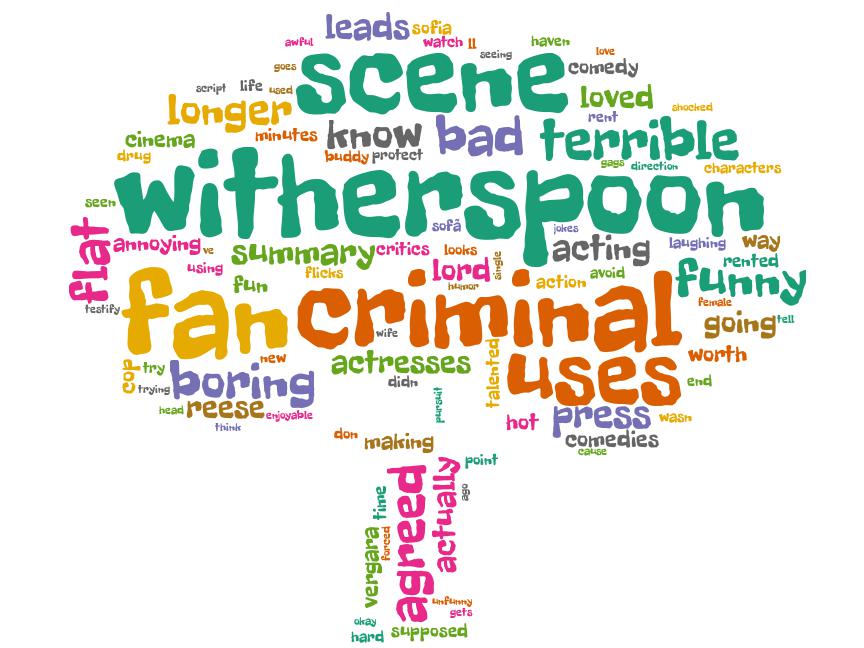 leads sofia
awful watch ll
seeing haven love
goes scene comedy
script life used
longer loved
rent shocked
cinema minutes know bad terrible
drug buddy protect gags direction characters
witherspoon
seen sofã jokes
flat annoying ve summary critics looks acting laughing way
using flicks lord single rented
fun humor action avoid funny
testify fan criminal female
wife going tell
cop try new actresses talented uses worth
trying boring didn end
head reese enjoyable pursuit hot press wasn
think comedies
don making cause
agreed actually point
time ago
vergara forced
unfunny
gets
okay
hard supposed